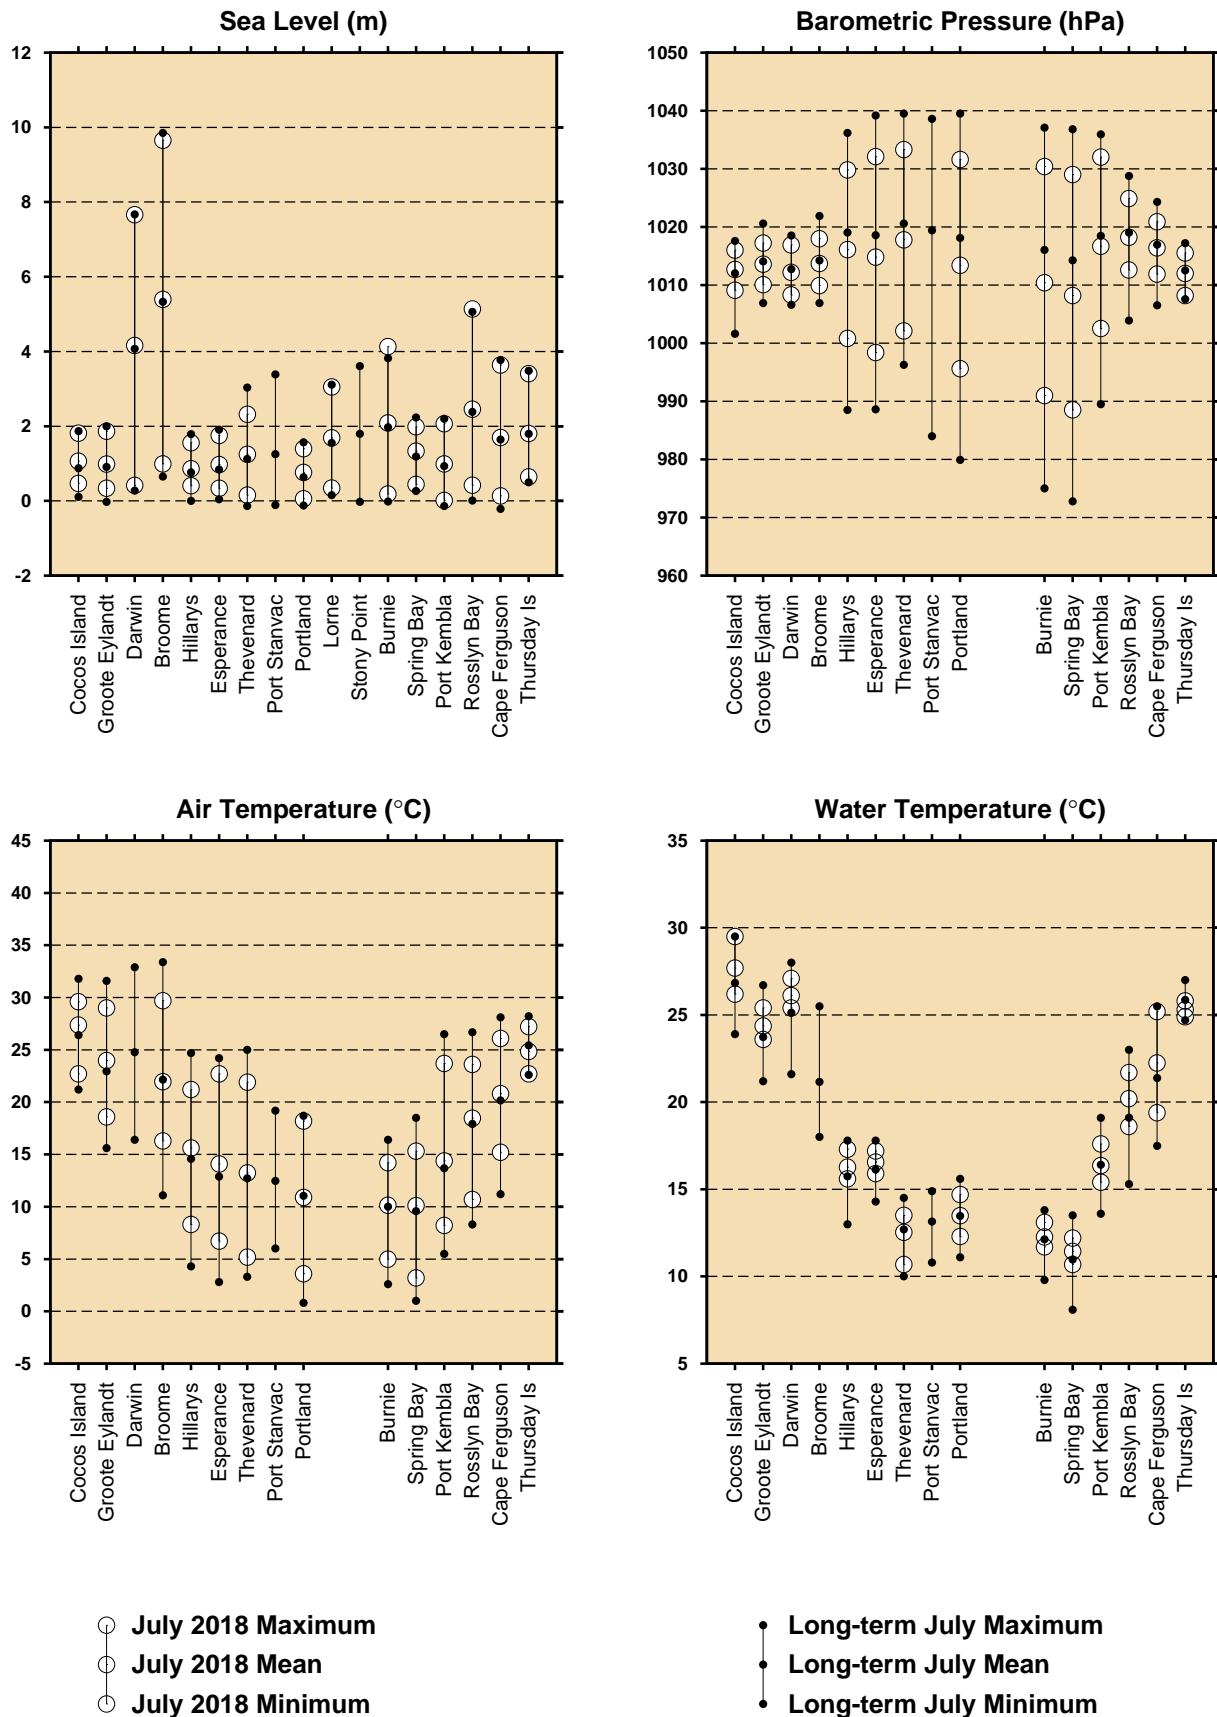 Sea Level (m)
12
10
8
6
4
2
0
-2
Cocos Island
Groote Eylandt
Darwin
Broome
Hillarys
Esperance
Thevenard
Port Stanvac
Portland
Lorne
Stony Point
Burnie
Spring Bay
Port Kembla
Rosslyn Bay
Cape Ferguson
Thursday Is
Barometric Pressure (hPa)
1050
1040
1030
1020
1010
1000
990
980
970
960
Cocos Island
Groote Eylandt
Darwin
Broome
Hillarys
Esperance
Thevenard
Port Stanvac
Portland
Burnie
Spring Bay
Port Kembla
Rosslyn Bay
Cape Ferguson
Thursday Is
Air Temperature (°C)
45
40
35
30
25
20
15
10
5
0
-5
Cocos Island
Groote Eylandt
Darwin
Broome
Hillarys
Esperance
Thevenard
Port Stanvac
Portland
Burnie
Spring Bay
Port Kembla
Rosslyn Bay
Cape Ferguson
Thursday Is
Water Temperature (°C)
35
30
25
20
15
10
5
Cocos Island
Groote Eylandt
Darwin
Broome
Hillarys
Esperance
Thevenard
Port Stanvac
Portland
Burnie
Spring Bay
Port Kembla
Rosslyn Bay
Cape Ferguson
Thursday Is
July 2018 Maximum
July 2018 Mean
July 2018 Minimum
Long-term July Maximum
Long-term July Mean
Long-term July Minimum